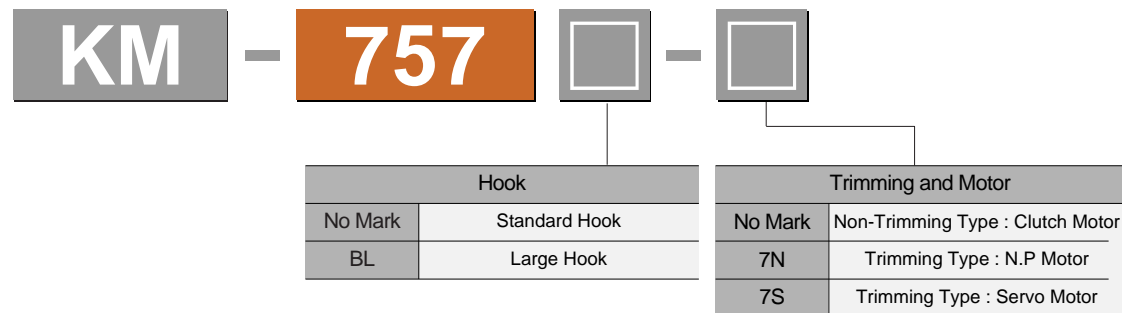 KM - 757 □ - □
Hook
No Mark Standard Hook
BL Large Hook
Trimming and Motor
No Mark Non-Trimming Type : Clutch Motor
7N Trimming Type : N.P Motor
7S Trimming Type : Servo Motor